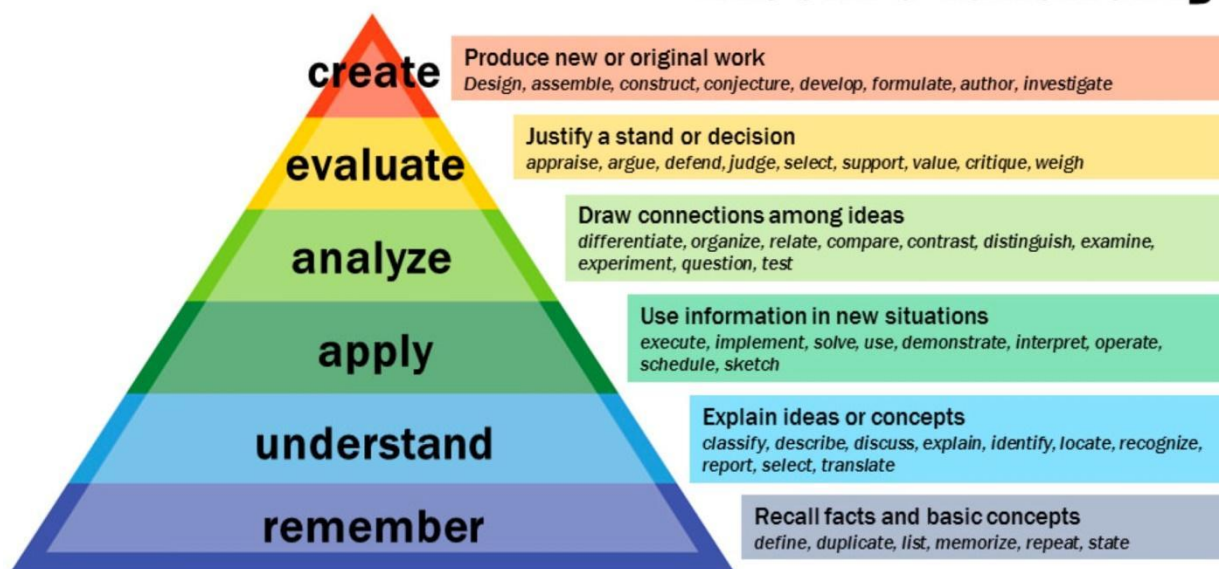 create
Produce new or original work
Design, assemble, construct, conjecture, develop, formulate, author, investigate
evaluate
Justify a stand or decision
appraise, argue, defend, judge, select, support, value, critique, weigh
analyze
Draw connections among ideas
differentiate, organize, relate, compare, contrast, distinguish, examine,
experiment, question, test
apply
Use information in new situations
execute, implement, solve, use, demonstrate, interpret, operate,
schedule, sketch
understand
Explain ideas or concepts
classify, describe, discuss, explain, identify, locate, recognize,
report, select, translate
remember
Recall facts and basic concepts
define, duplicate, list, memorize, repeat, state